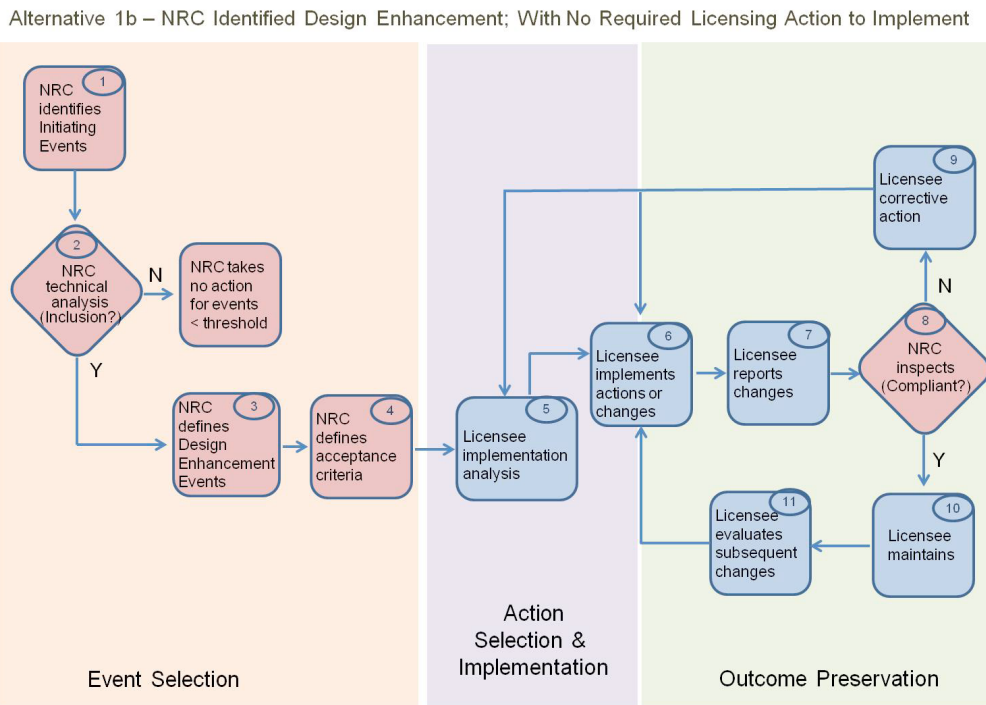 Alternative 1b – NRC Identified Design Enhancement; With No Required Licensing Action to Implement
1
NRC
identifies
Initiating
Events
2
NRC
technical
analysis
(Inclusion?)
N
NRC takes
no action
for events
< threshold
Y
3
NRC
defines
Design
Enhancement
Events
4
NRC
defines
acceptance
criteria
5
Licensee
implementation
analysis
6
Licensee
implements
actions or
changes
7
Licensee
reports
changes
8
NRC
inspects
(Compliant?)
N
9
Licensee
corrective
action
Y
10
Licensee
maintains
11
Licensee
evaluates
subsequent
changes
Event Selection
Action
Selection &
Implementation
Outcome Preservation